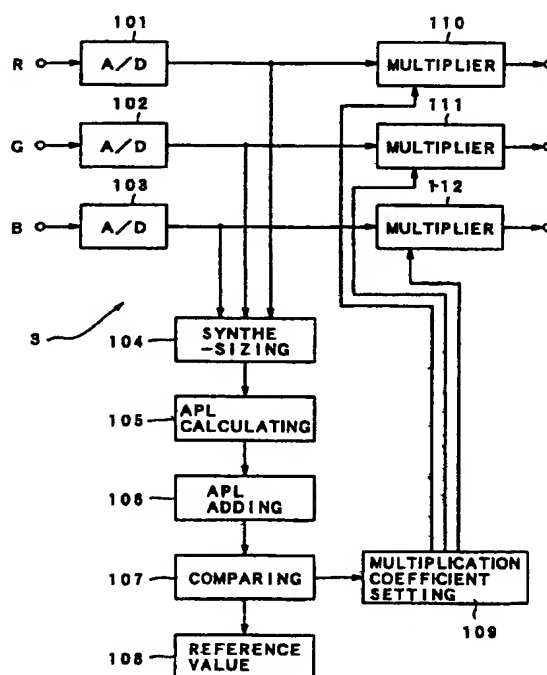 101
110
R
A/D
MULTIPLIER
102
111
G
A/D
MULTIPLIER
103
112
B
A/D
MULTIPLIER
3
104
SYNTHE
-SIZING
105
APL
CALCULATING
106
APL
ADDING
107
COMPARING
MULTIPLICATION
COEFFICIENT
SETTING
109
108
REFERENCE
VALUE